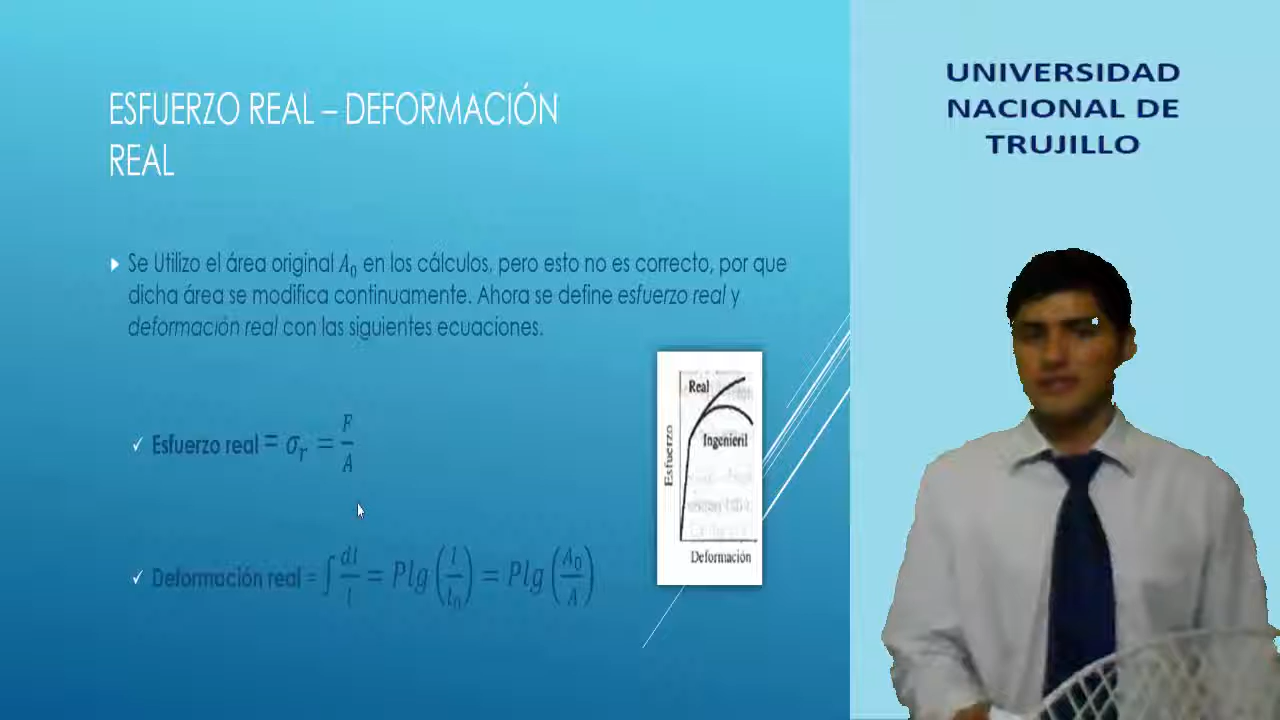 ESFUERZO REAL – DEFORMACIÓN
REAL
Se Utilizo el área original A₀ en los cálculos, pero esto no es correcto, por que
dicha área se modifica continuamente. Ahora se define esfuerzo real y
deformación real con las siguientes ecuaciones.
Esfuerzo real = σᵣ = F/A
Deformación real = ∫ dl/l = Plg (l/l₀) = Plg (A₀/A)
Real
Ingenieril
Esfuerzo
Deformación
UNIVERSIDAD
NACIONAL DE
TRUJILLO